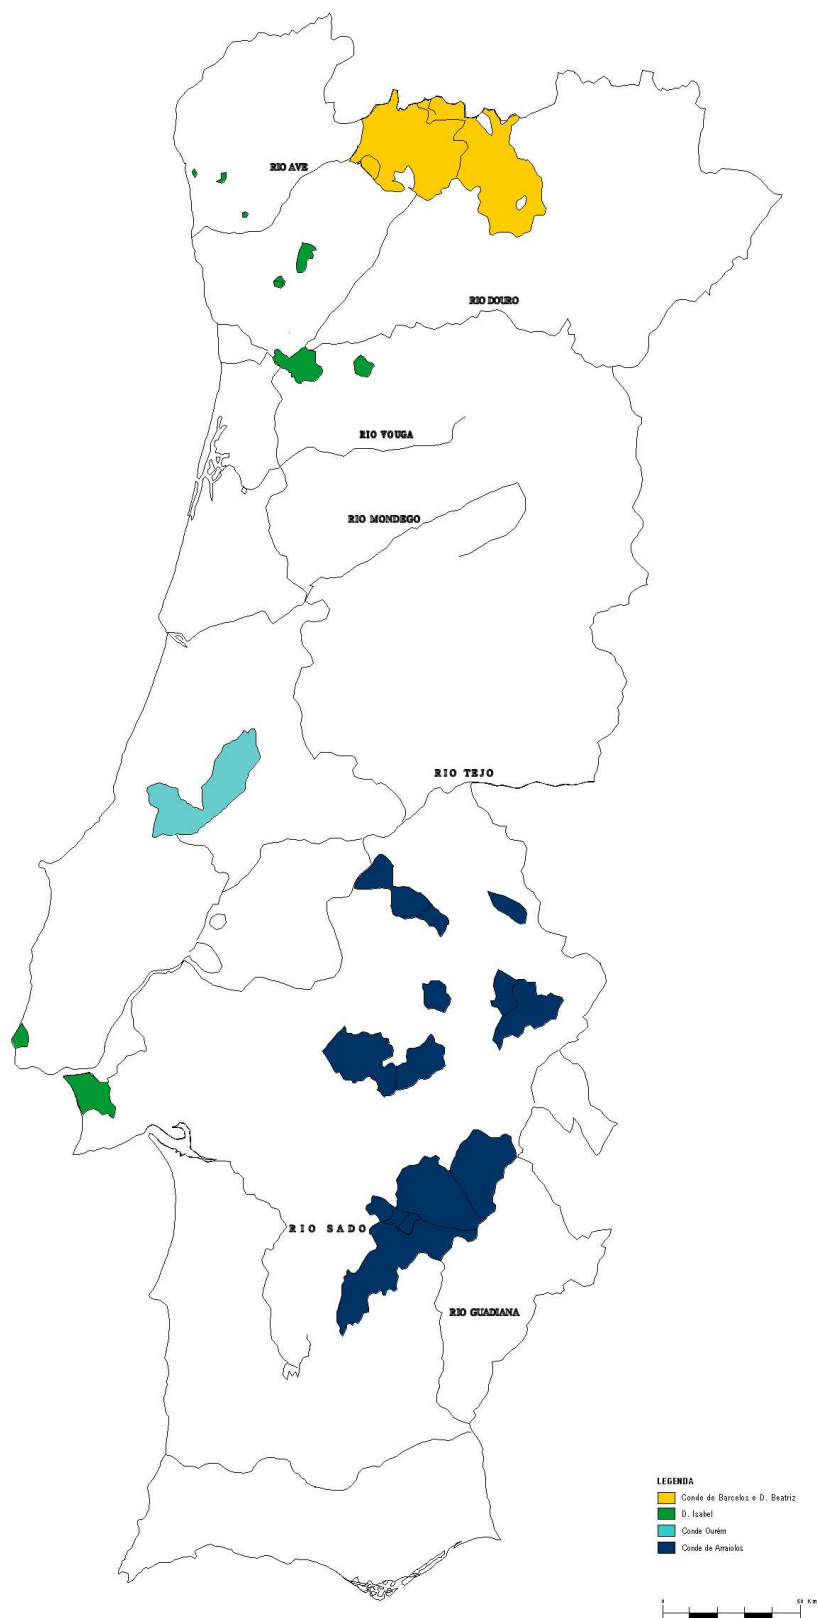 RIO AVE
RIO DOURO
RIO VOUGA
RIO MONDEGO
RIO TEJO
RIO SADO
RIO GUADIANA
LEGENDA
Conde de Barcelos e D. Beatriz
D. Isabel
Conde Ourém
Conde de Arraiolos
0 50 Km